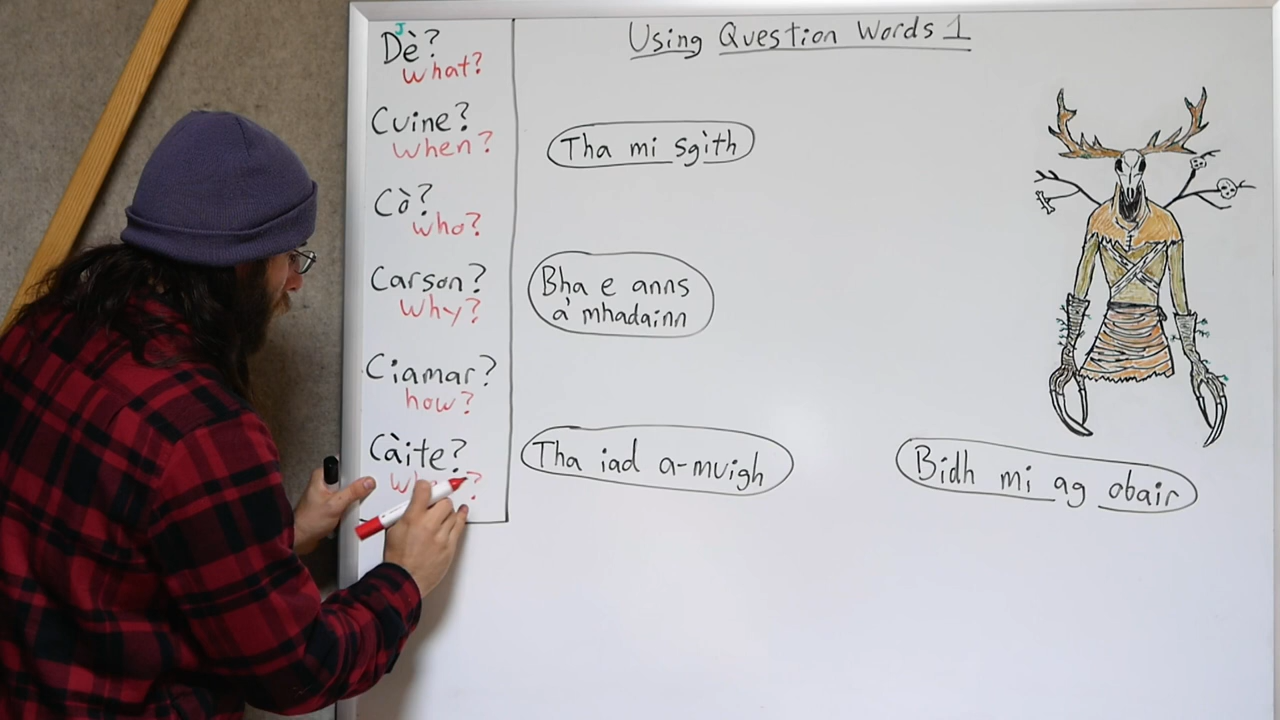 Using Question Words 1
J
Dè?
what?
Cuine?
when?
Cò?
who?
Carson?
Why?
Ciamar?
how?
Càite?
Tha mi sgìth
Bha e anns
a' mhadainn
Tha iad a-muigh
Bidh mi ag obair